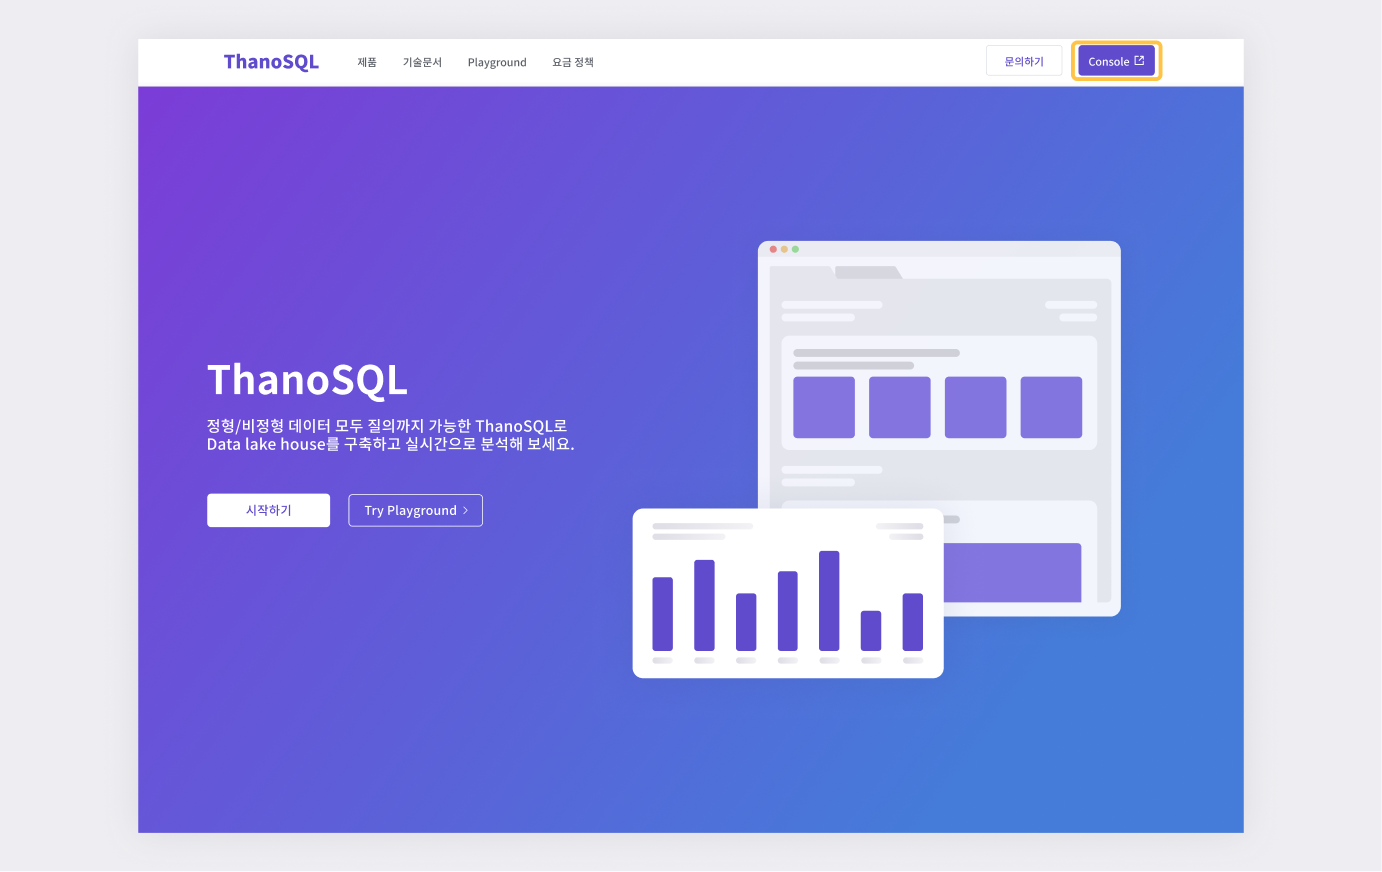 ThanoSQL
제품
기술문서
Playground
요금 정책
문의하기
Console
ThanoSQL
정형/비정형 데이터 모두 질의까지 가능한 ThanoSQL로
Data lake house를 구축하고 실시간으로 분석해 보세요.
시작하기
Try Playground